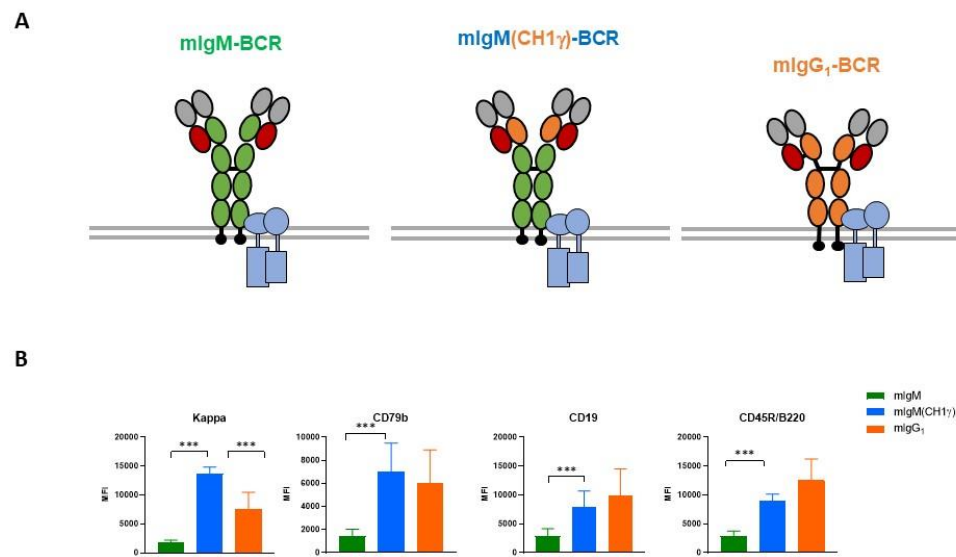 A
mIgM-BCR
mIgM(CH1γ)-BCR
mIgG₁-BCR
B
Kappa
CD79b
CD19
CD45R/B220
mIgM
mIgM(CH1γ)
mIgG₁
MFI
20000
15000
10000
5000
0
***
***
MFI
10000
8000
6000
4000
2000
0
***
MFI
20000
15000
10000
5000
0
***
MFI
20000
15000
10000
5000
0
***